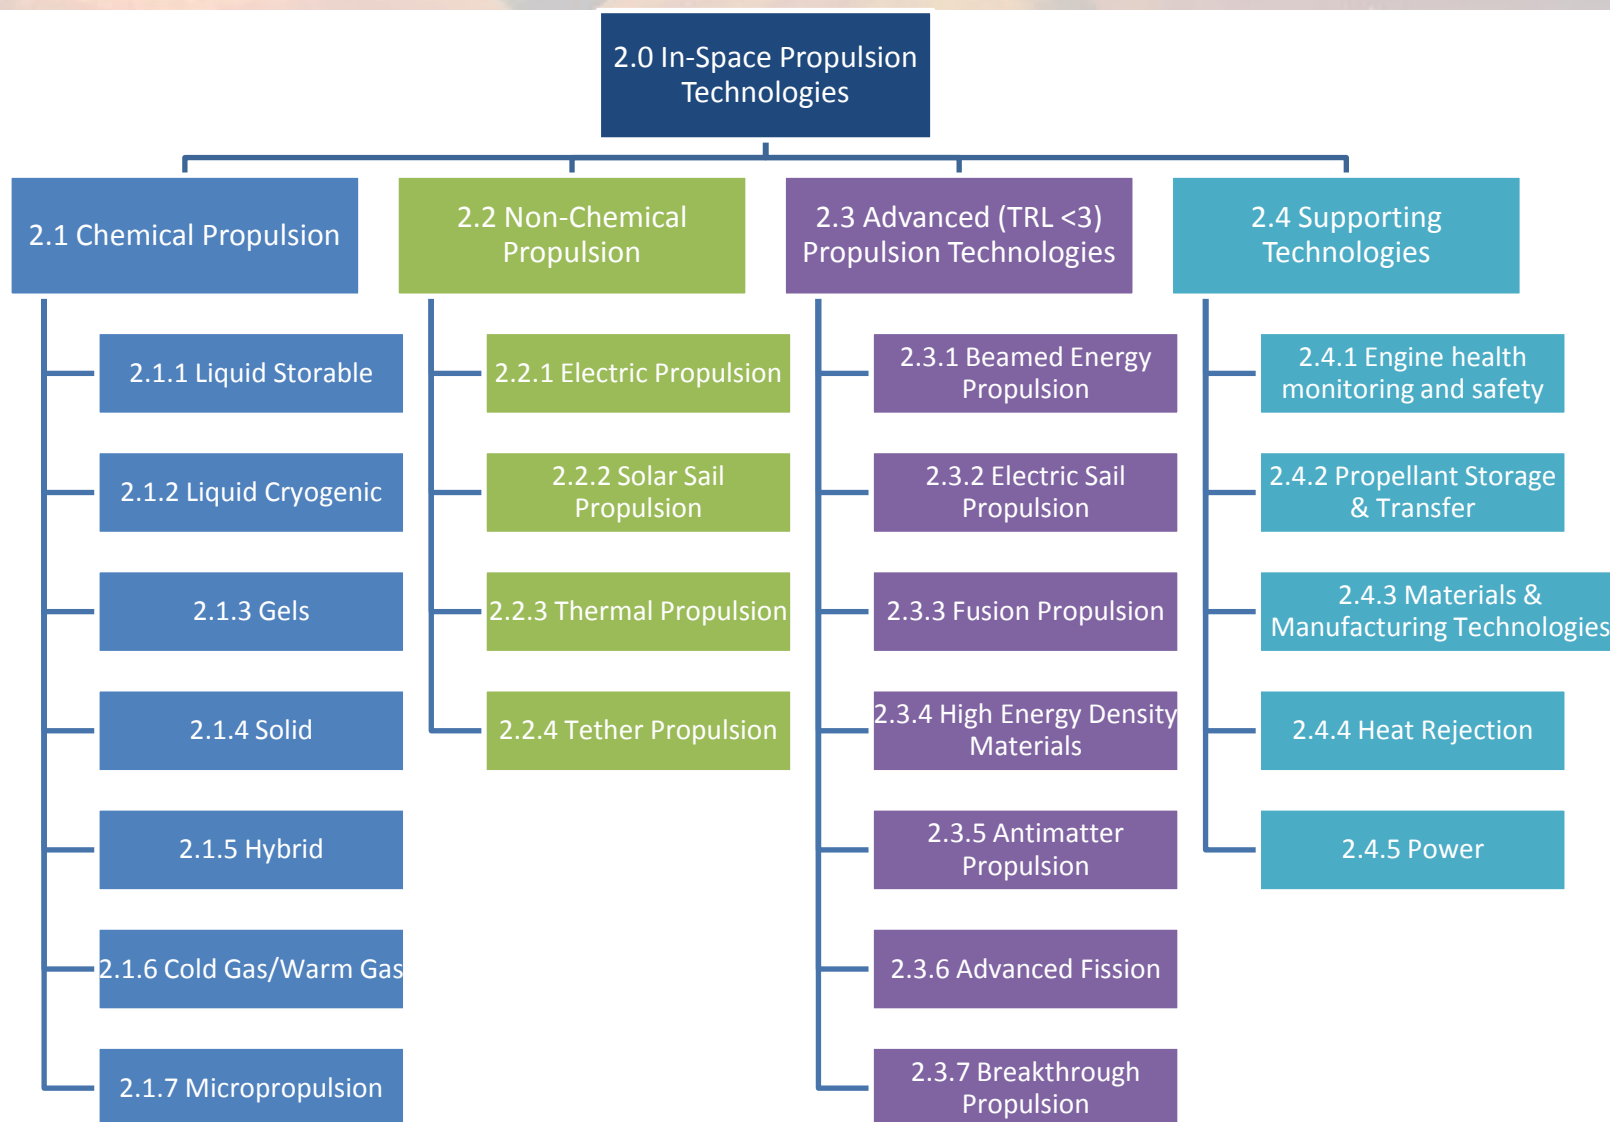 2.0 In-Space Propulsion
Technologies
2.1 Chemical Propulsion
2.1.1 Liquid Storable
2.1.2 Liquid Cryogenic
2.1.3 Gels
2.1.4 Solid
2.1.5 Hybrid
2.1.6 Cold Gas/Warm Gas
2.1.7 Micropropulsion
2.2 Non-Chemical
Propulsion
2.2.1 Electric Propulsion
2.2.2 Solar Sail
Propulsion
2.2.3 Thermal Propulsion
2.2.4 Tether Propulsion
2.3 Advanced (TRL <3)
Propulsion Technologies
2.3.1 Beamed Energy
Propulsion
2.3.2 Electric Sail
Propulsion
2.3.3 Fusion Propulsion
2.3.4 High Energy Density
Materials
2.3.5 Antimatter
Propulsion
2.3.6 Advanced Fission
2.3.7 Breakthrough
Propulsion
2.4 Supporting
Technologies
2.4.1 Engine health
monitoring and safety
2.4.2 Propellant Storage
& Transfer
2.4.3 Materials &
Manufacturing Technologies
2.4.4 Heat Rejection
2.4.5 Power